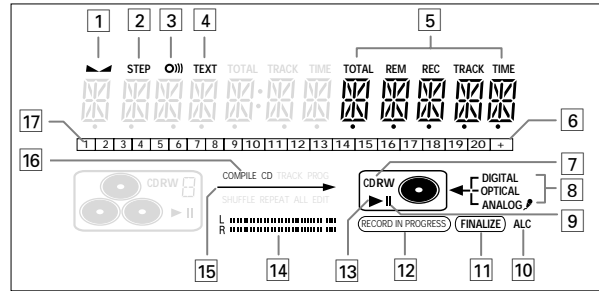 1 2 3 4 5
STEP TEXT TOTAL TRACK TIME TOTAL REM REC TRACK TIME
17 1 2 3 4 5 6 7 8 9 10 11 12 13 14 15 16 17 18 19 20 + 6
16 COMPILE CD TRACK PROG 7
CDRW CDRW DIGITAL
OPTICAL 8
ANALOG
SHUFFLE REPEAT ALL EDIT 9
L
R
RECORD IN PROGRESS FINALIZE ALC
15 14 13 12 11 10